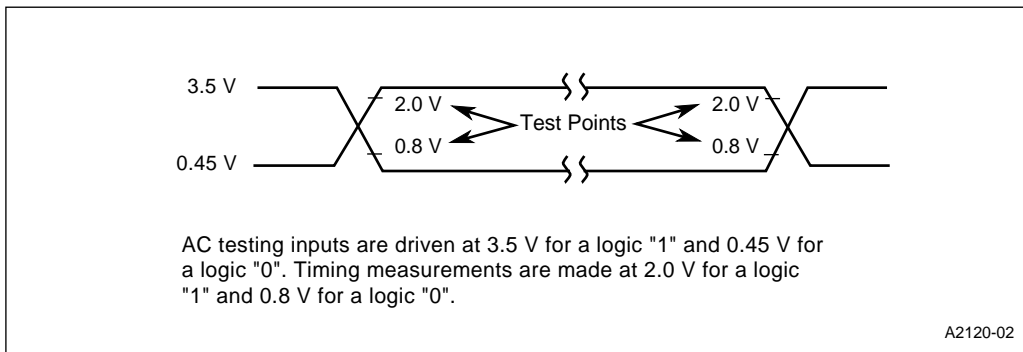 3.5 V
2.0 V
2.0 V
Test Points
0.8 V
0.8 V
0.45 V
AC testing inputs are driven at 3.5 V for a logic "1" and 0.45 V for
a logic "0". Timing measurements are made at 2.0 V for a logic
"1" and 0.8 V for a logic "0".
A2120-02